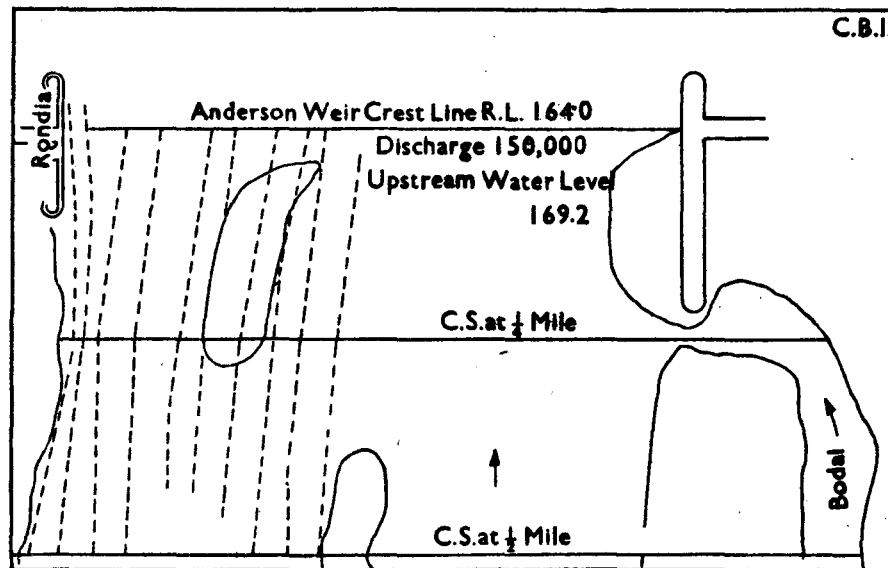 C.B.I.
Rondia
Anderson Weir Crest Line R.L. 164·0
Discharge 150,000
Upstream Water Level
169.2
C.S. at ¼ Mile
Bodai
C.S. at ½ Mile